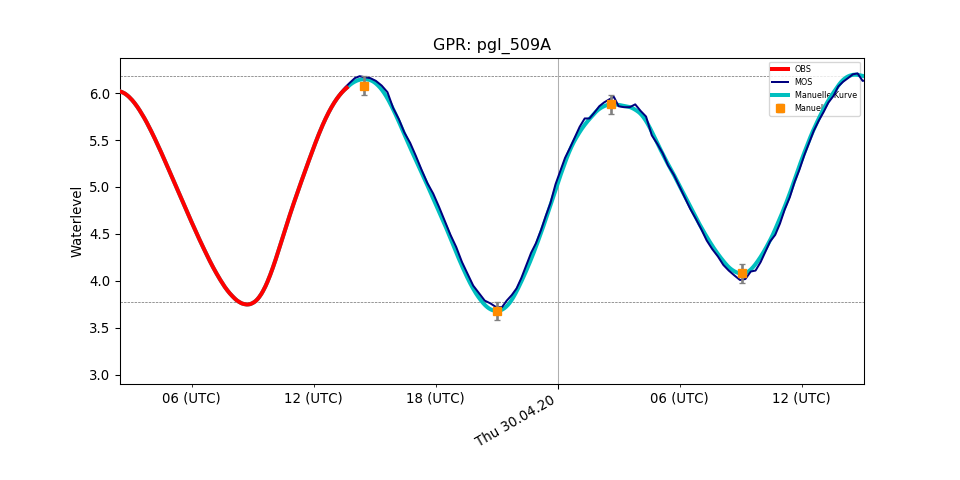 GPR: pgl_509A
OBS
MOS
Manuelle Kurve
Manuell
Waterlevel
6.0
5.5
5.0
4.5
4.0
3.5
3.0
06 (UTC)
12 (UTC)
18 (UTC)
Thu 30.04.20
06 (UTC)
12 (UTC)